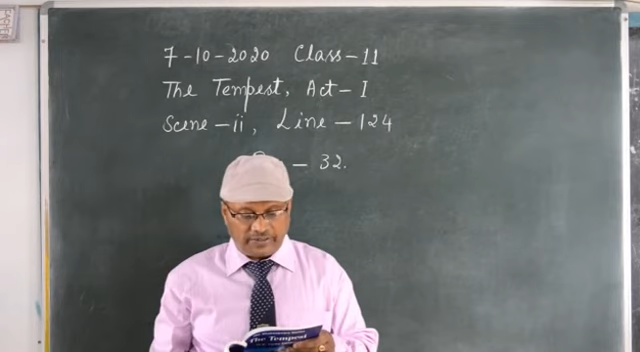 7-10-2020 Class-11
The Tempest, Act-I
Scene-ii, Line-124
- 32.
The Tempest